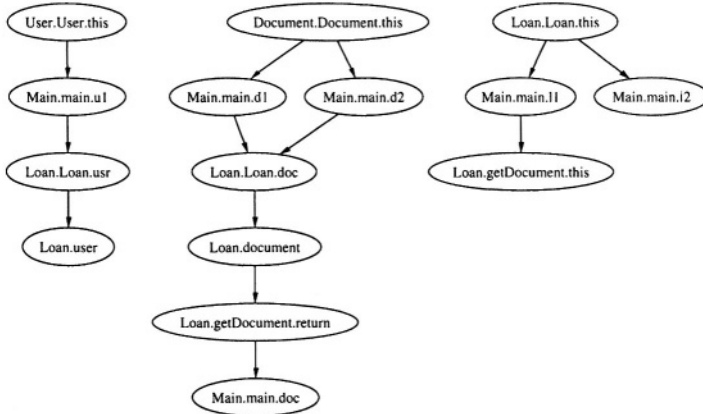 User.User.this
Document.Document.this
Loan.Loan.this
Main.main.u1
Main.main.d1
Main.main.d2
Main.main.l1
Main.main.l2
Loan.Loan.usr
Loan.Loan.doc
Loan.getDocument.this
Loan.user
Loan.document
Loan.getDocument.return
Main.main.doc